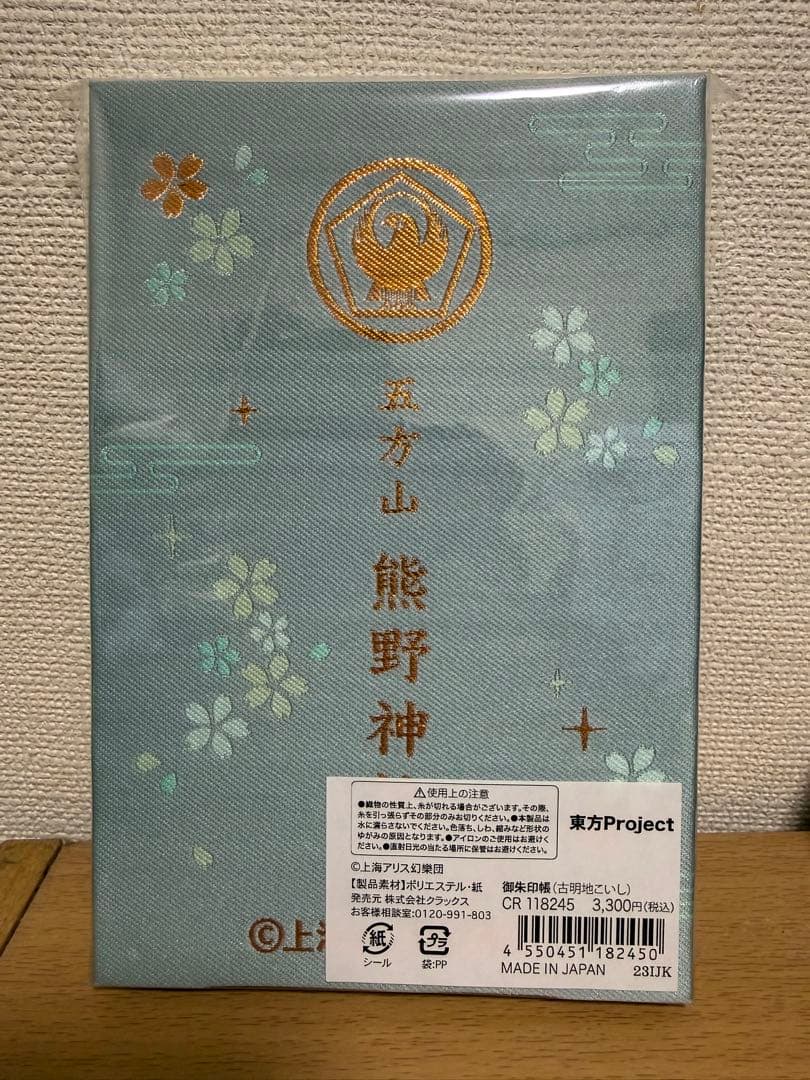 五方山
熊野神
⚠使用上の注意
●織物の性質上、糸が切れる場合がございます。その際、
糸を引っ張らずその部分のみお切りください。●本製品は
水に濡らさないでください。色落ち、しわ、縮みなど形状の
ゆがみの原因となります。●アイロンのご使用はお避けく
ださい。●直射日光の当たる場所に保管はお避けください。
東方Project
©上海アリス幻樂団
【製品素材】ポリエステル・紙
発売元 株式会社クラックス
お客様相談室:0120-991-803
御朱印帳(古明地こいし)
CR 118245 3,300円(税込)
紙
シール
プラ
袋:PP
4 550451 182450
MADE IN JAPAN 23IJK
©上海